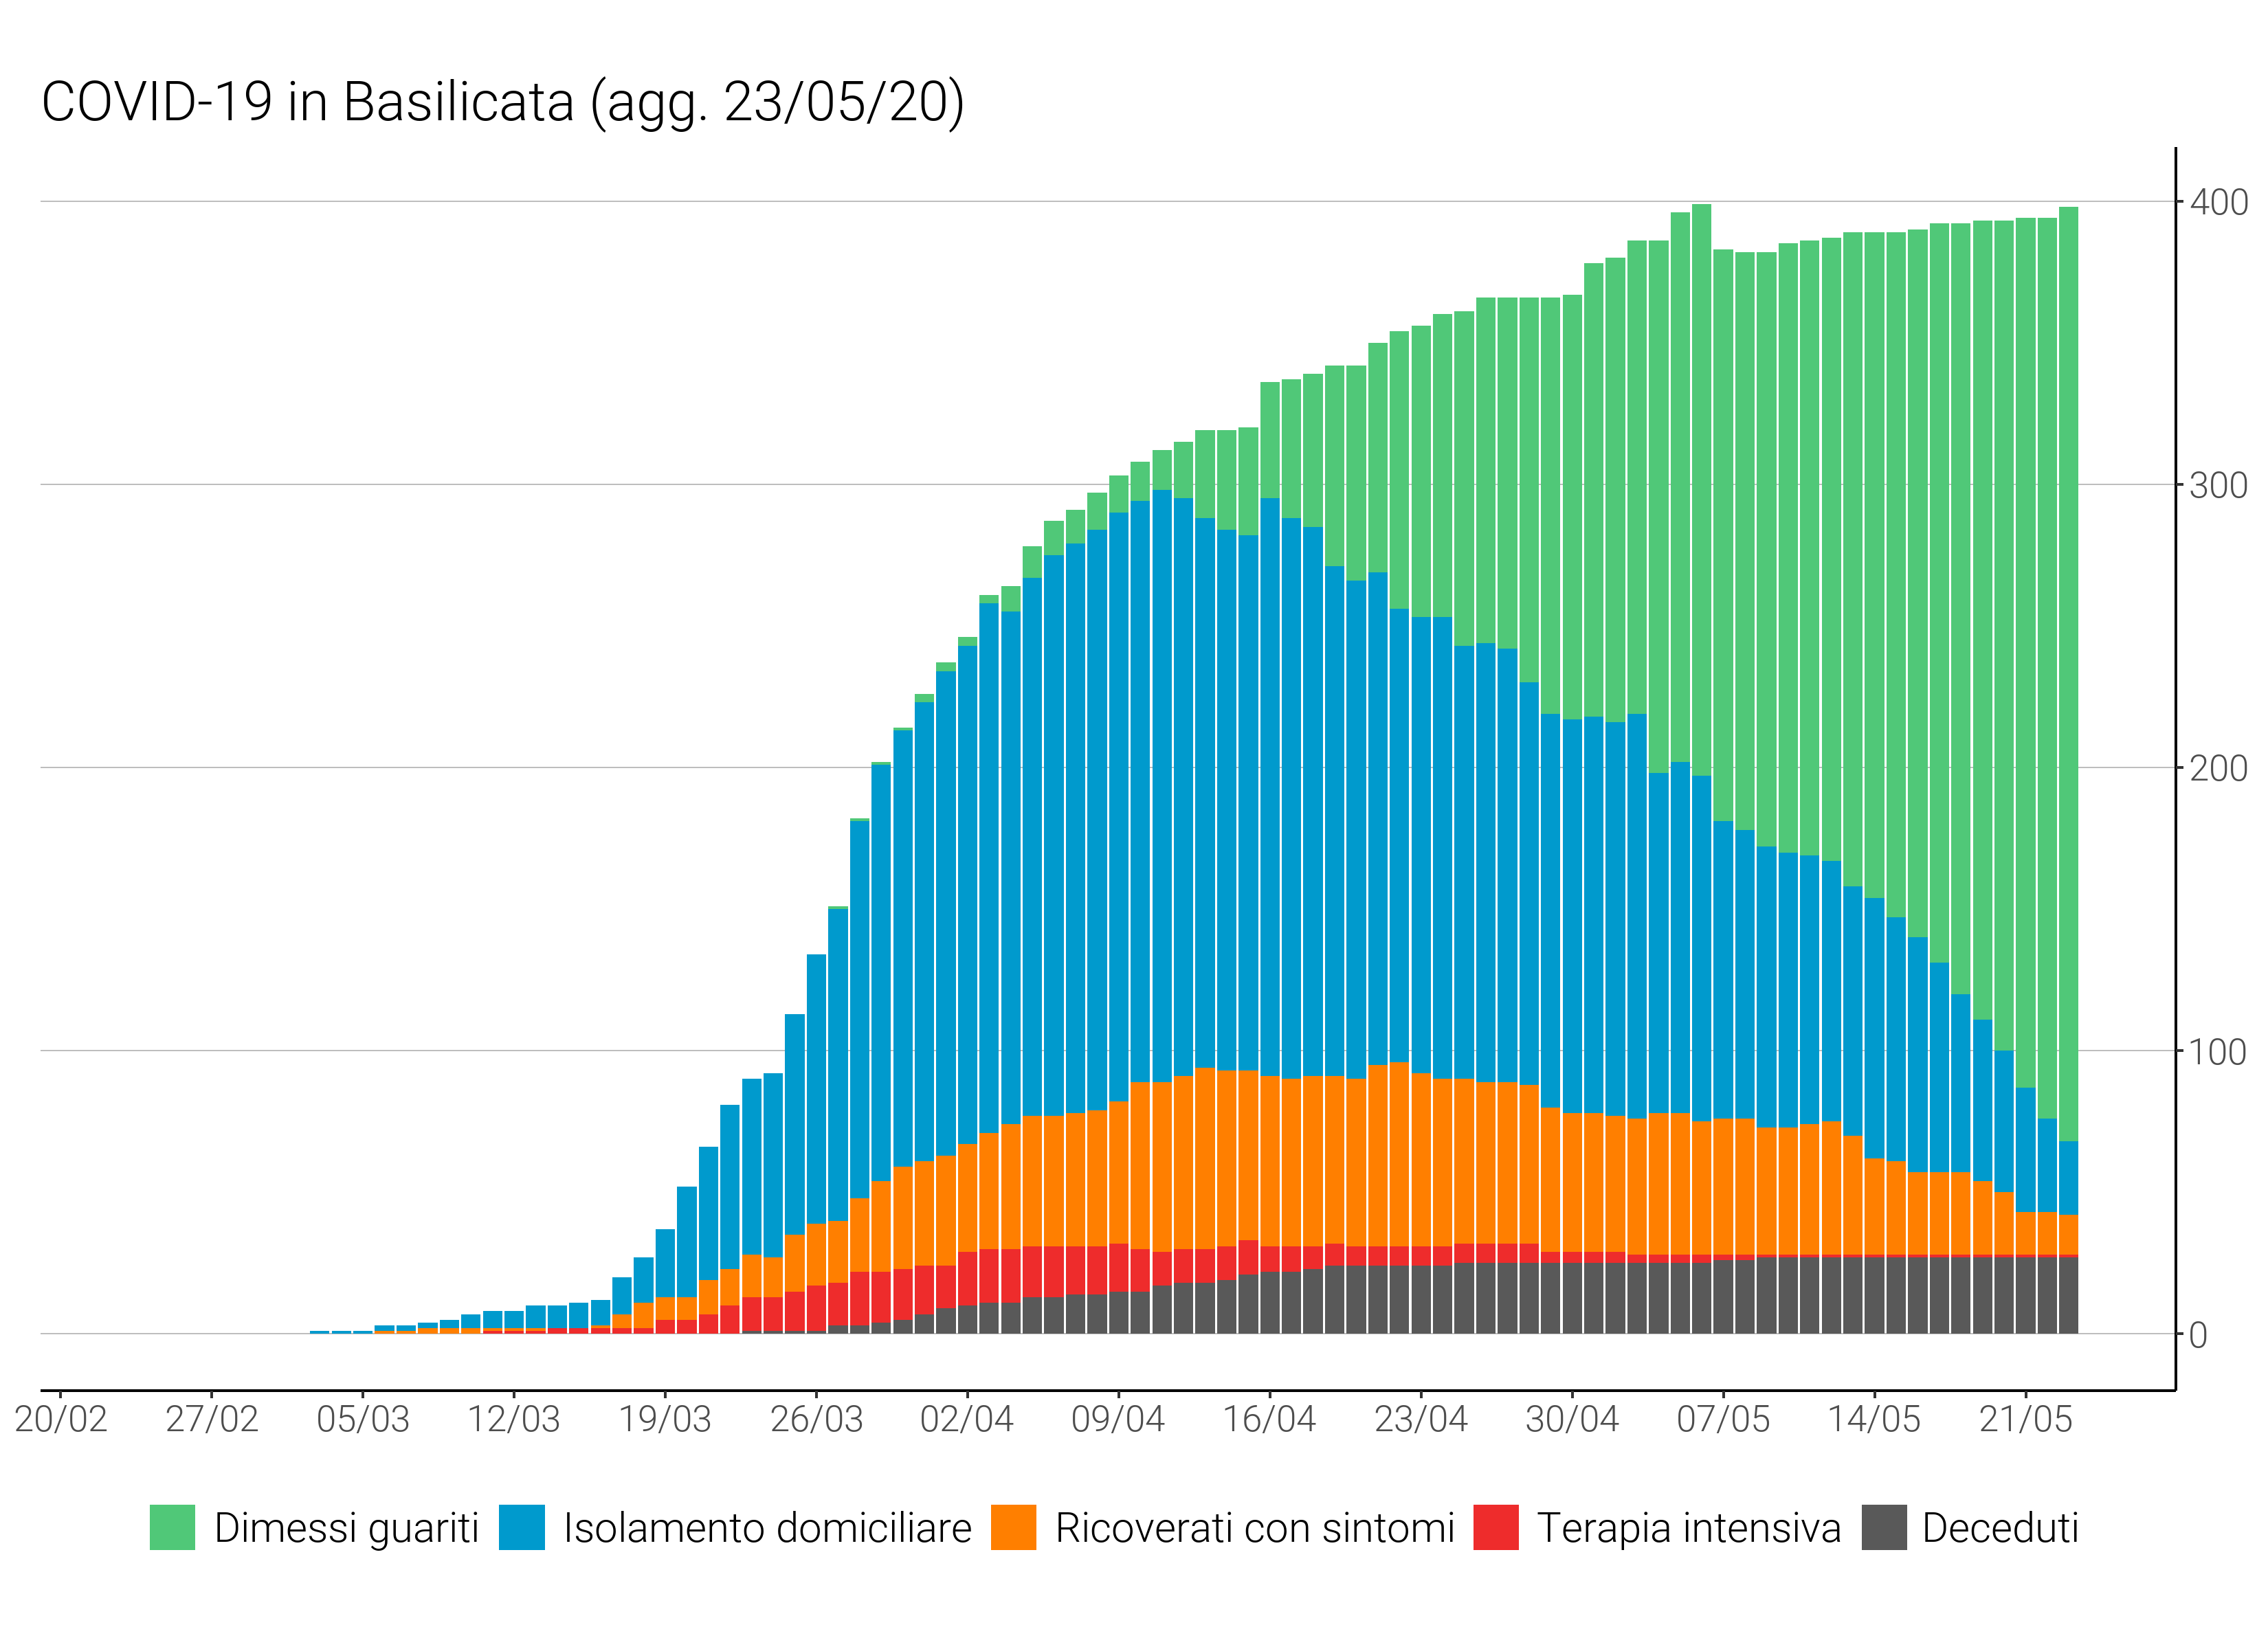 COVID-19 in Basilicata (agg. 23/05/20)
400
300
200
100
0
20/02 27/02 05/03 12/03 19/03 26/03 02/04 09/04 16/04 23/04 30/04 07/05 14/05 21/05
Dimessi guariti Isolamento domiciliare Ricoverati con sintomi Terapia intensiva Deceduti